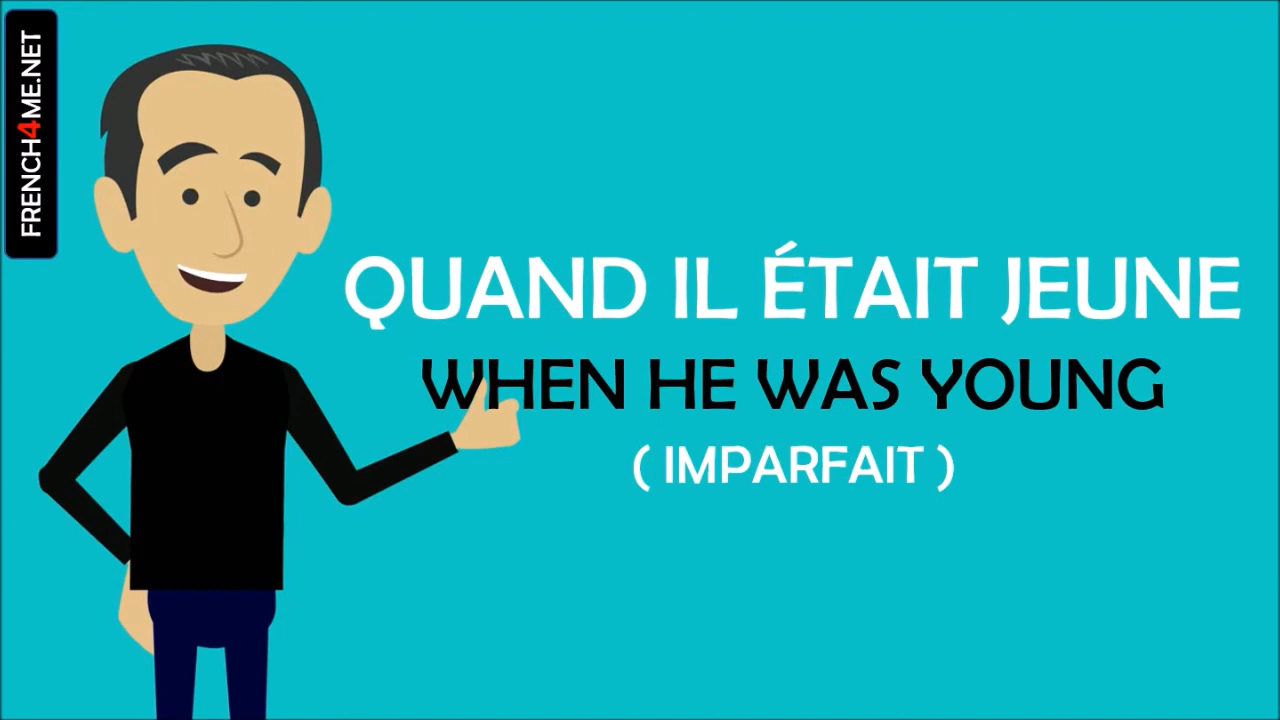 FRENCH4ME.NET
QUAND IL ÉTAIT JEUNE
WHEN HE WAS YOUNG
( IMPARFAIT )